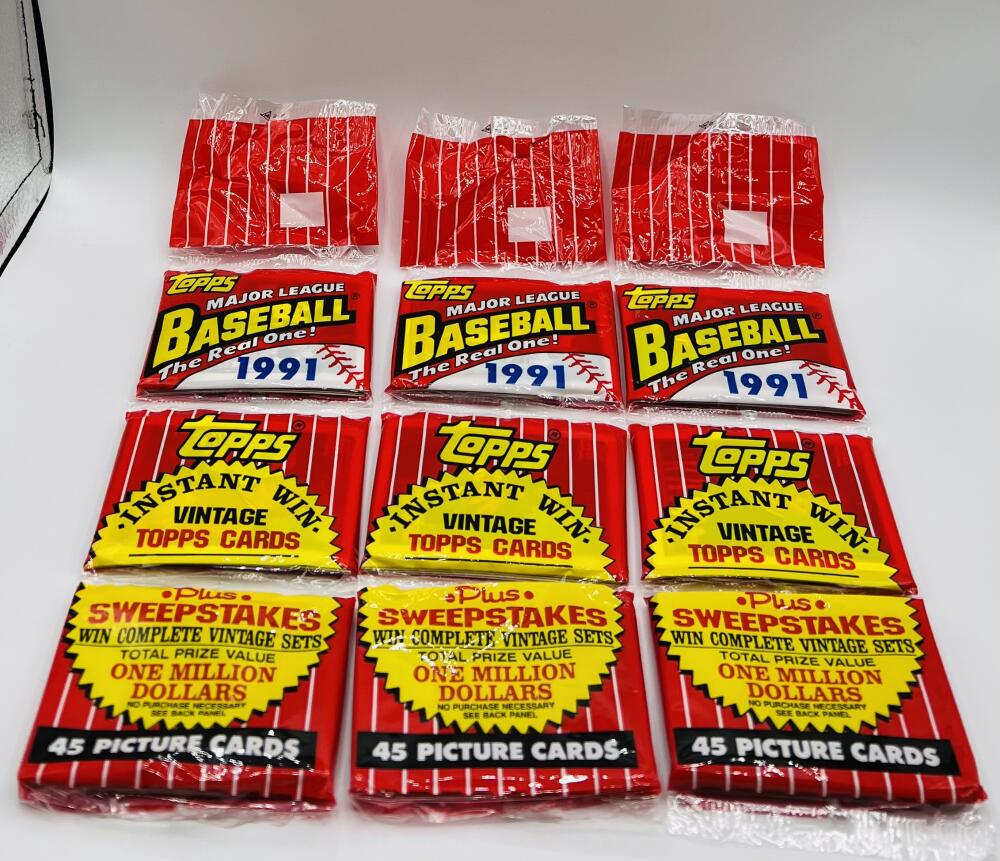 Topps
MAJOR LEAGUE
BASEBALL®
The Real One!
1991
Topps
MAJOR LEAGUE
BASEBALL®
The Real One!
1991
Topps
MAJOR LEAGUE
BASEBALL®
The Real One!
1991
Topps®
·INSTANT WIN·
VINTAGE
TOPPS CARDS
Topps®
·INSTANT WIN·
VINTAGE
TOPPS CARDS
Topps®
·INSTANT WIN·
VINTAGE
TOPPS CARDS
•Plus•
SWEEPSTAKES
WIN COMPLETE VINTAGE SETS
TOTAL PRIZE VALUE
ONE MILLION
DOLLARS
NO PURCHASE NECESSARY
SEE BACK PANEL
45 PICTURE CARDS
•Plus•
SWEEPSTAKES
WIN COMPLETE VINTAGE SETS
TOTAL PRIZE VALUE
ONE MILLION
DOLLARS
NO PURCHASE NECESSARY
SEE BACK PANEL
45 PICTURE CARDS
•Plus•
SWEEPSTAKES
WIN COMPLETE VINTAGE SETS
TOTAL PRIZE VALUE
ONE MILLION
DOLLARS
NO PURCHASE NECESSARY
SEE BACK PANEL
45 PICTURE CARDS